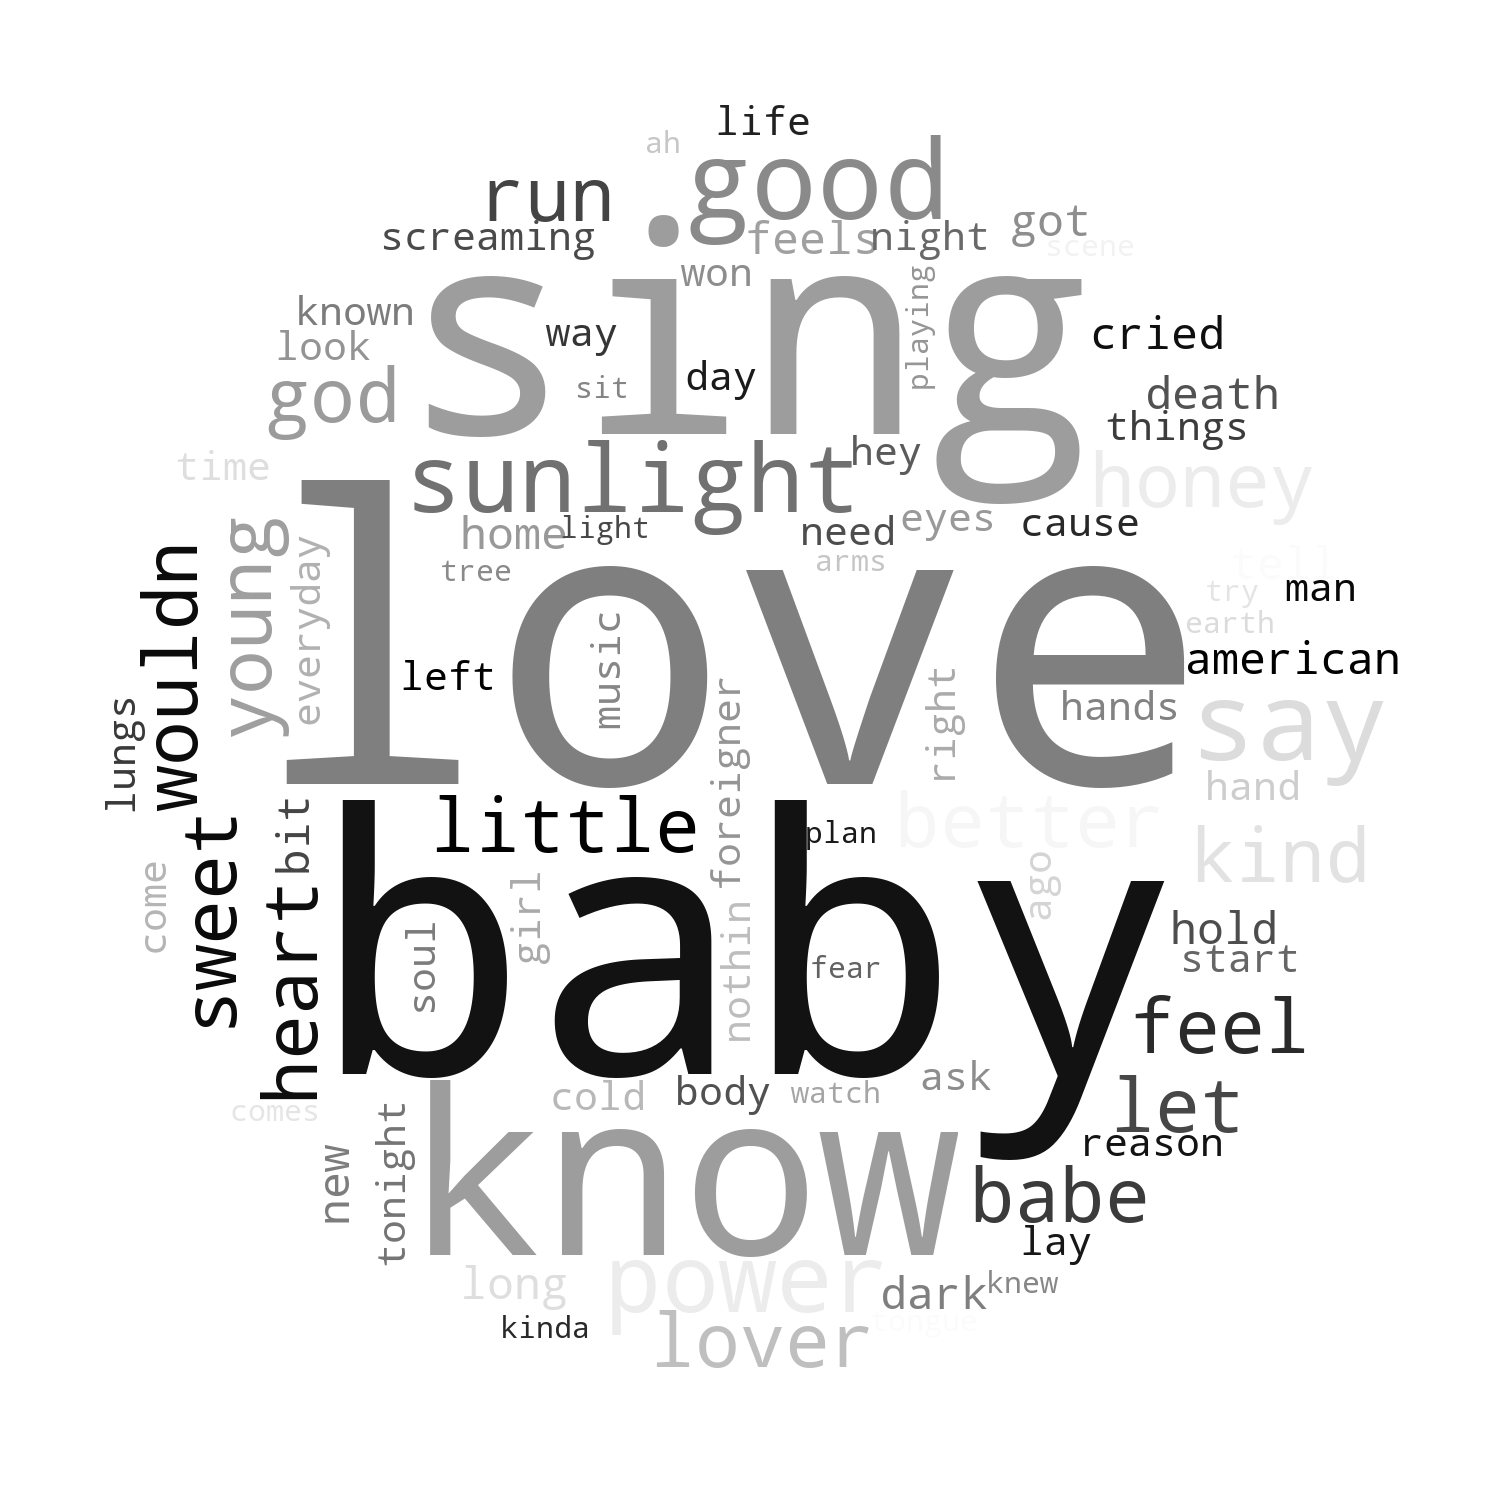 life
ah
good
run
.
screaming
feels
night
got
scene
won
sing
playing
known
look
way
day
sit
god
cried
death
things
sunlight
hey
honey
time
home
light
need
eyes
cause
tree
arms
tell
try
man
earth
young
everyday
wouldn
love
music
left
right
american
hands
say
lungs
foreigner
hand
little
plan
better
kind
sweet
heart
bit
come
baby
soul
girl
nothin
fear
ago
hold
start
feel
let
comes
cold
body
watch
ask
reason
know
new
tonight
babe
lay
long
power
dark
knew
kinda
lover
tongue